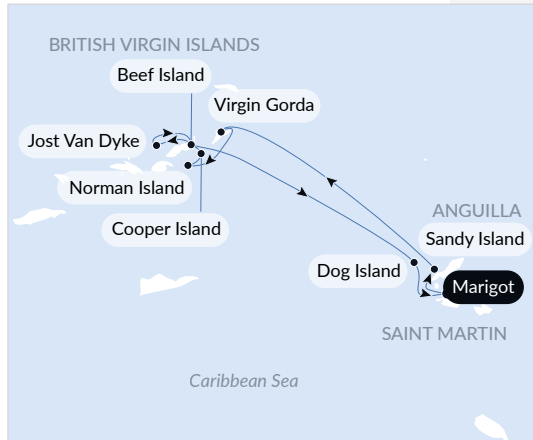 BRITISH VIRGIN ISLANDS
Beef Island
Virgin Gorda
Jost Van Dyke
Norman Island
Cooper Island
ANGUILLA
Sandy Island
Dog Island
Marigot
SAINT MARTIN
Caribbean Sea